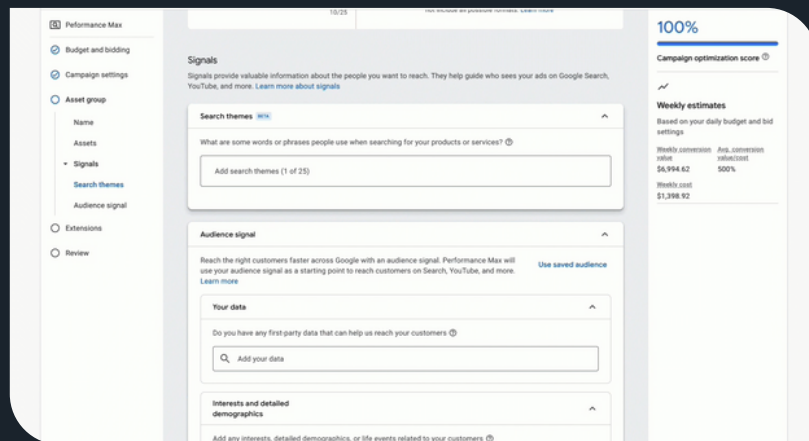 Peformance Max
Budget and bidding
Campaign settings
Asset group
Name
Assets
Signals
Search themes
Audience signal
Extensions
Review
10/25
not include all possible formats. Learn more
Signals
Signals provide valuable information about the people you want to reach. They help guide who sees your ads on Google Search,
YouTube, and more. Learn more about signals
Search themes BETA
What are some words or phrases people use when searching for your products or services?
Add search themes (1 of 25)
Audience signal
Reach the right customers faster across Google with an audience signal. Performance Max will
use your audience signal as a starting point to reach customers on Search, YouTube, and more.
Learn more
Use saved audience
Your data
Do you have any first-party data that can help us reach your customers
Add your data
Interests and detailed
demographics
Add any interests, detailed demographics, or life events related to your customers
100%
Campaign optimization score
Weekly estimates
Based on your daily budget and bid
settings
Weekly conversion
value
$6,994.62
Avg. conversion
value/cost
500%
Weekly cost
$1,398.92